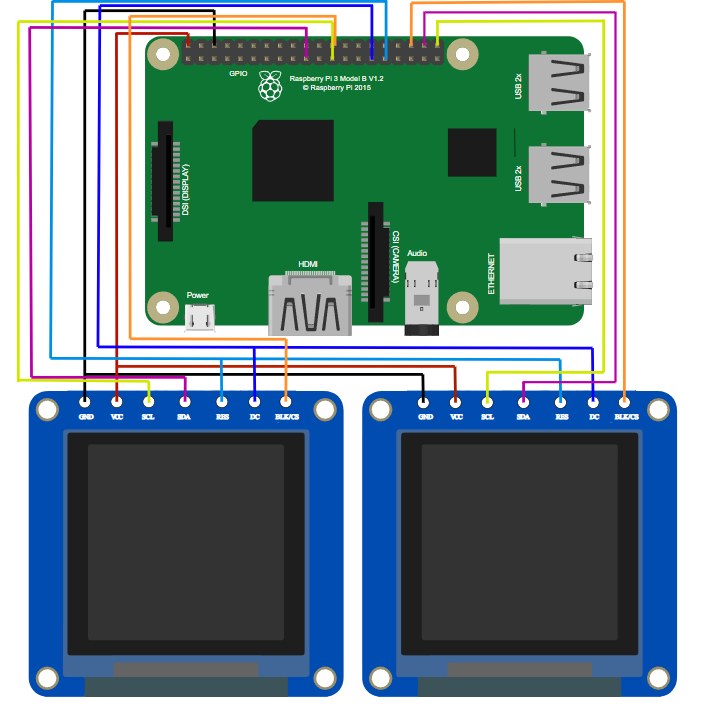 GPIO
Raspberry Pi 3 Model B V1.2
© Raspberry Pi 2015
USB 2x
DSI (DISPLAY)
USB 2x
CSI (CAMERA)
Audio
HDMI
ETHERNET
Power
GND VCC SCL SDA RES DC BLK/CS
GND VCC SCL SDA RES DC BLK/CS